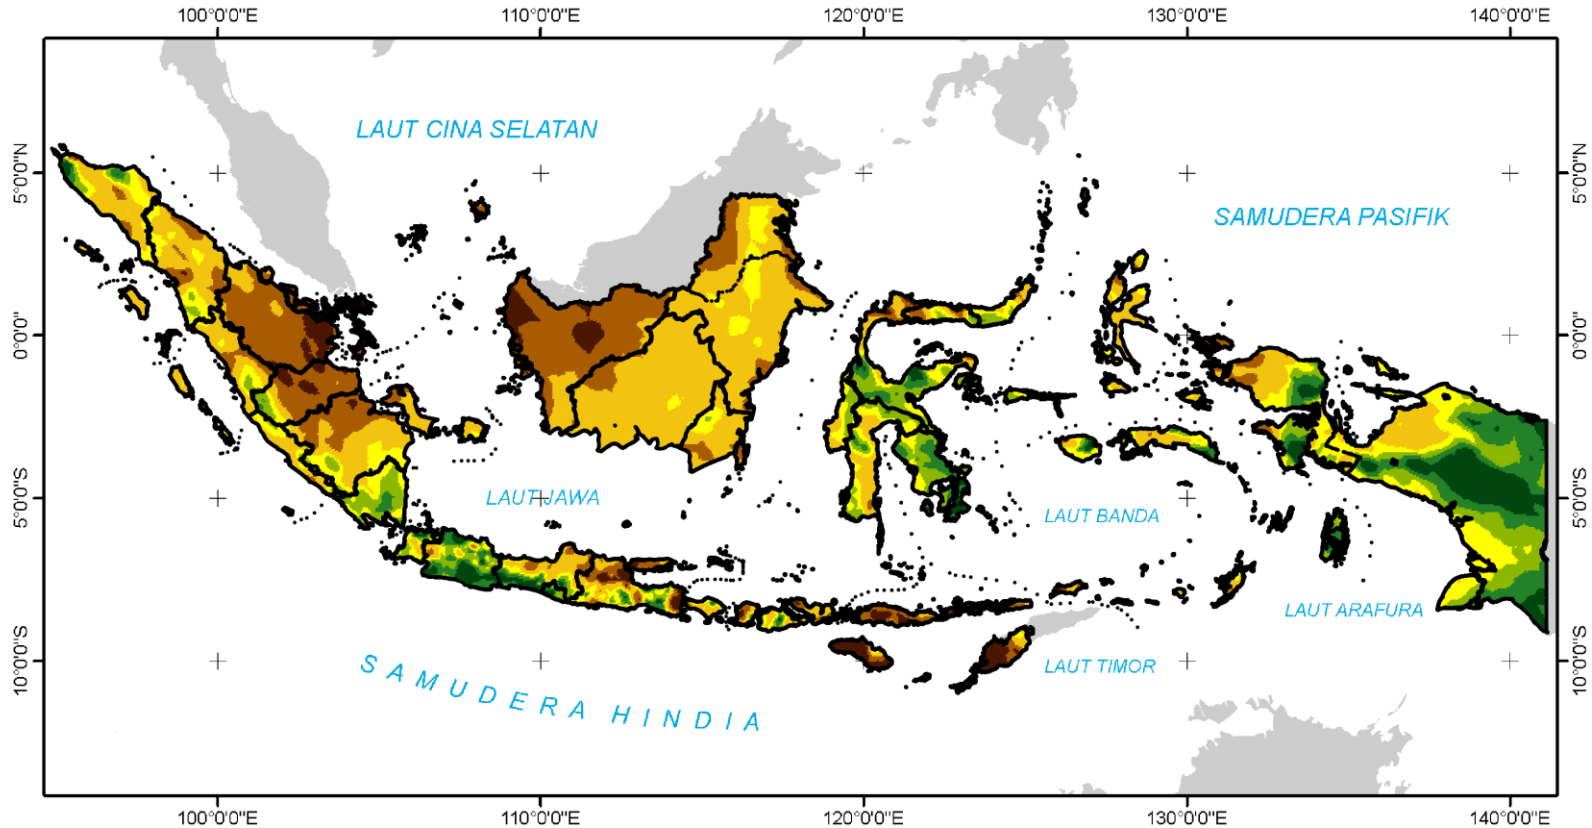 100°0'0"E 110°0'0"E 120°0'0"E 130°0'0"E 140°0'0"E
LAUT CINA SELATAN
5°0'0"N 5°0'0"N
SAMUDERA PASIFIK
0°0'0" 0°0'0"
LAUT JAWA
5°0'0"S 5°0'0"S
LAUT BANDA
LAUT ARAFURA
10°0'0"S 10°0'0"S
LAUT TIMOR
SAMUDERA HINDIA
100°0'0"E 110°0'0"E 120°0'0"E 130°0'0"E 140°0'0"E